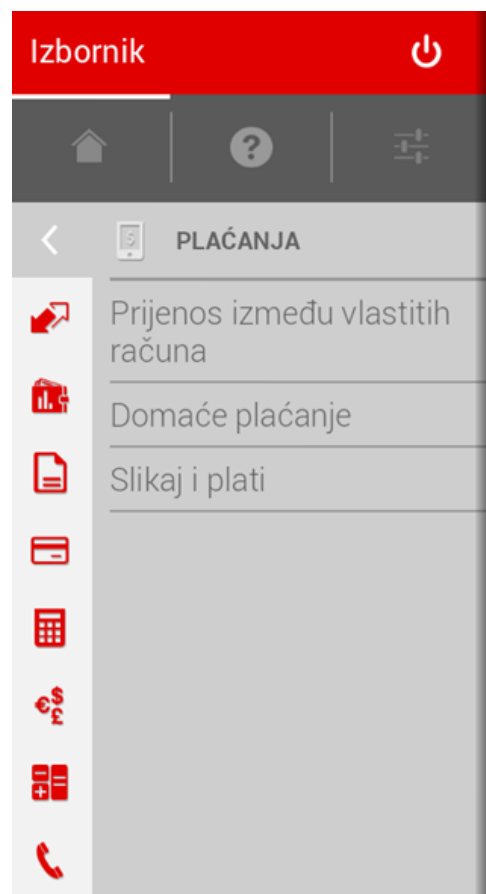 Izbornik
PLAĆANJA
Prijenos između vlastitih
računa
Domaće plaćanje
Slikaj i plati